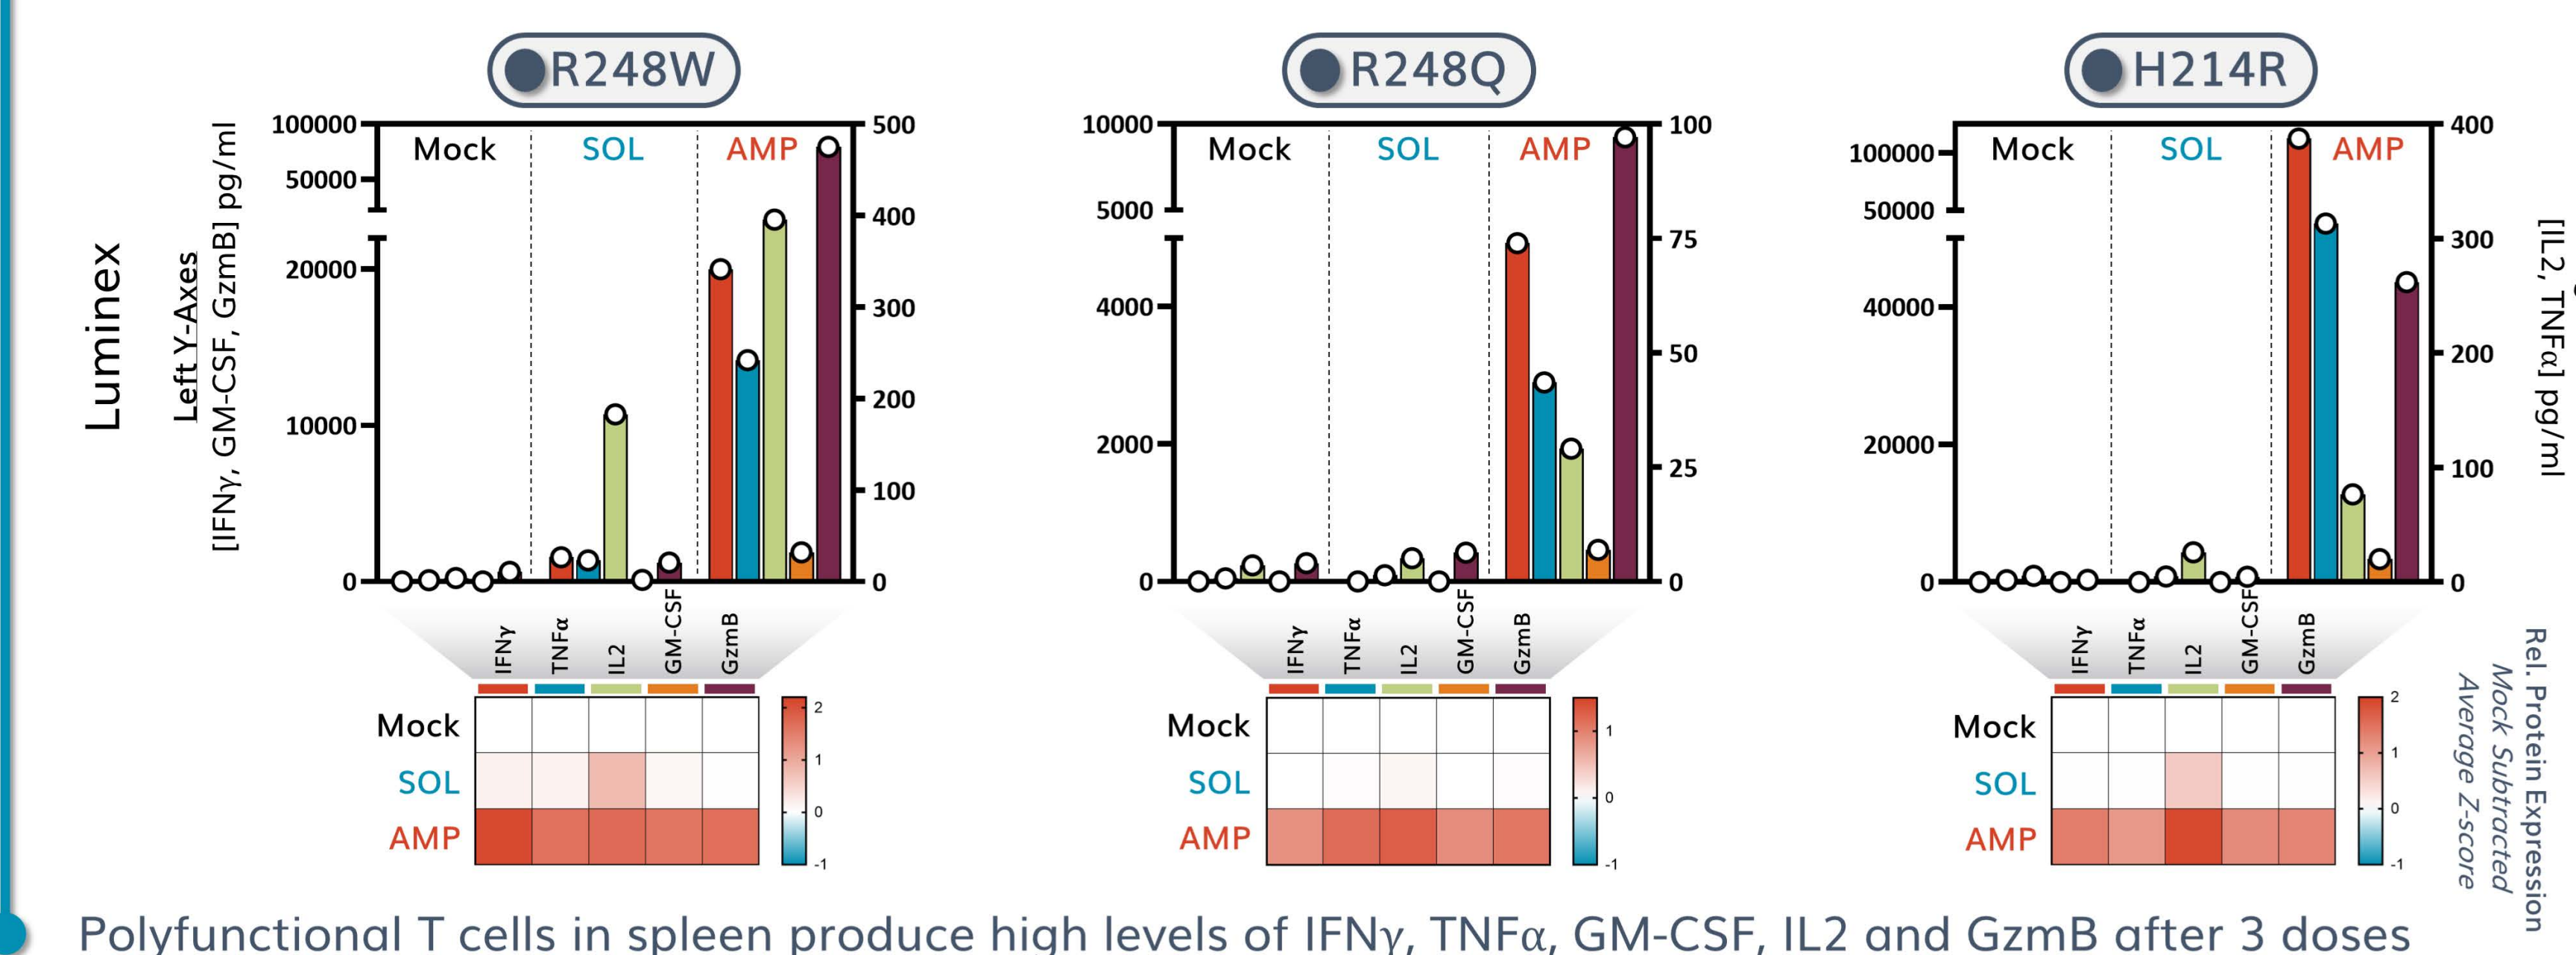 R248W
R248Q
H214R
Luminex
Left Y-Axes
[IFNγ, GM-CSF, GzmB] pg/ml
100000
50000
20000
10000
0
Mock
SOL
AMP
500
400
300
200
100
0
10000
5000
4000
2000
0
Mock
SOL
AMP
100
75
50
25
0
100000
50000
40000
20000
0
Mock
SOL
AMP
400
300
200
100
0
[IL2, TNFα] pg/ml
IFNγ
TNFα
IL2
GM-CSF
GzmB
Mock
SOL
AMP
2
1
0
-1
IFNγ
TNFα
IL2
GM-CSF
GzmB
Mock
SOL
AMP
1
0
-1
IFNγ
TNFα
IL2
GM-CSF
GzmB
Mock
SOL
AMP
2
1
0
-1
Rel. Protein Expression
Mock Subtracted
Average Z-score
Polyfunctional T cells in spleen produce high levels of IFNγ, TNFα, GM-CSF, IL2 and GzmB after 3 doses